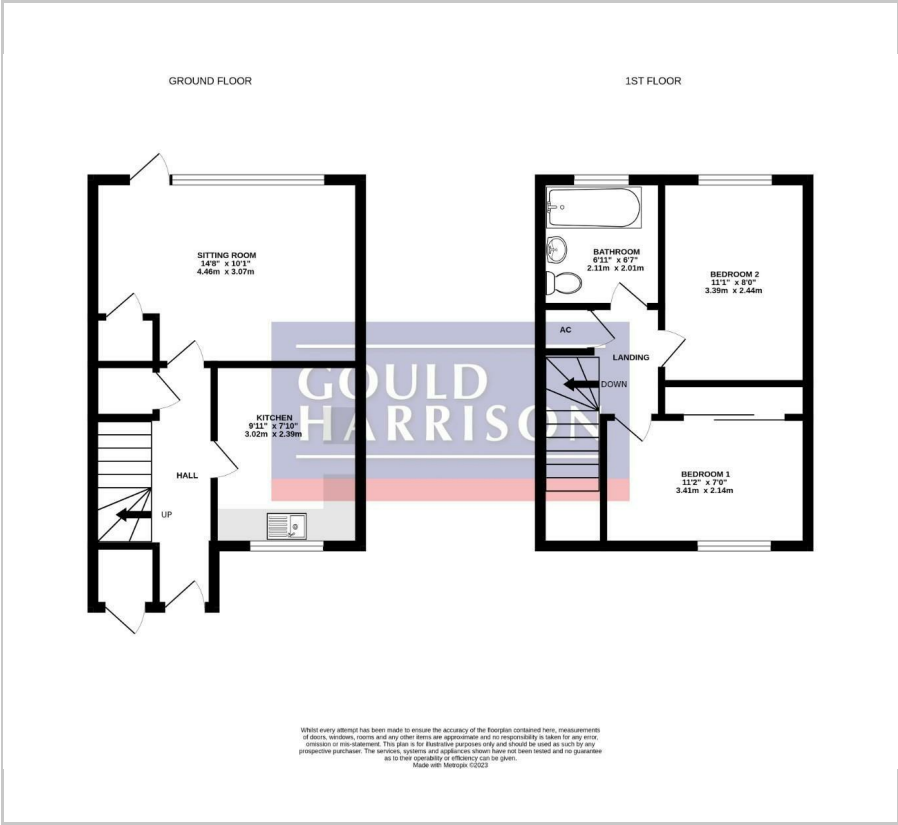 GROUND FLOOR
1ST FLOOR
SITTING ROOM
14'8" x 10'1"
4.46m x 3.07m
KITCHEN
9'11" x 7'10"
3.02m x 2.39m
HALL
UP
BATHROOM
6'11" x 6'7"
2.11m x 2.01m
BEDROOM 2
11'1" x 8'0"
3.39m x 2.44m
AC
LANDING
DOWN
BEDROOM 1
11'2" x 7'0"
3.41m x 2.14m
GOULD
HARRISON
Whilst every attempt has been made to ensure the accuracy of the floorplan contained here, measurements
of doors, windows, rooms and any other items are approximate and no responsibility is taken for any error,
omission or mis-statement. This plan is for illustrative purposes only and should be used as such by any
prospective purchaser. The services, systems and appliances shown have not been tested and no guarantee
as to their operability or efficiency can be given.
Made with Metropix ©2023